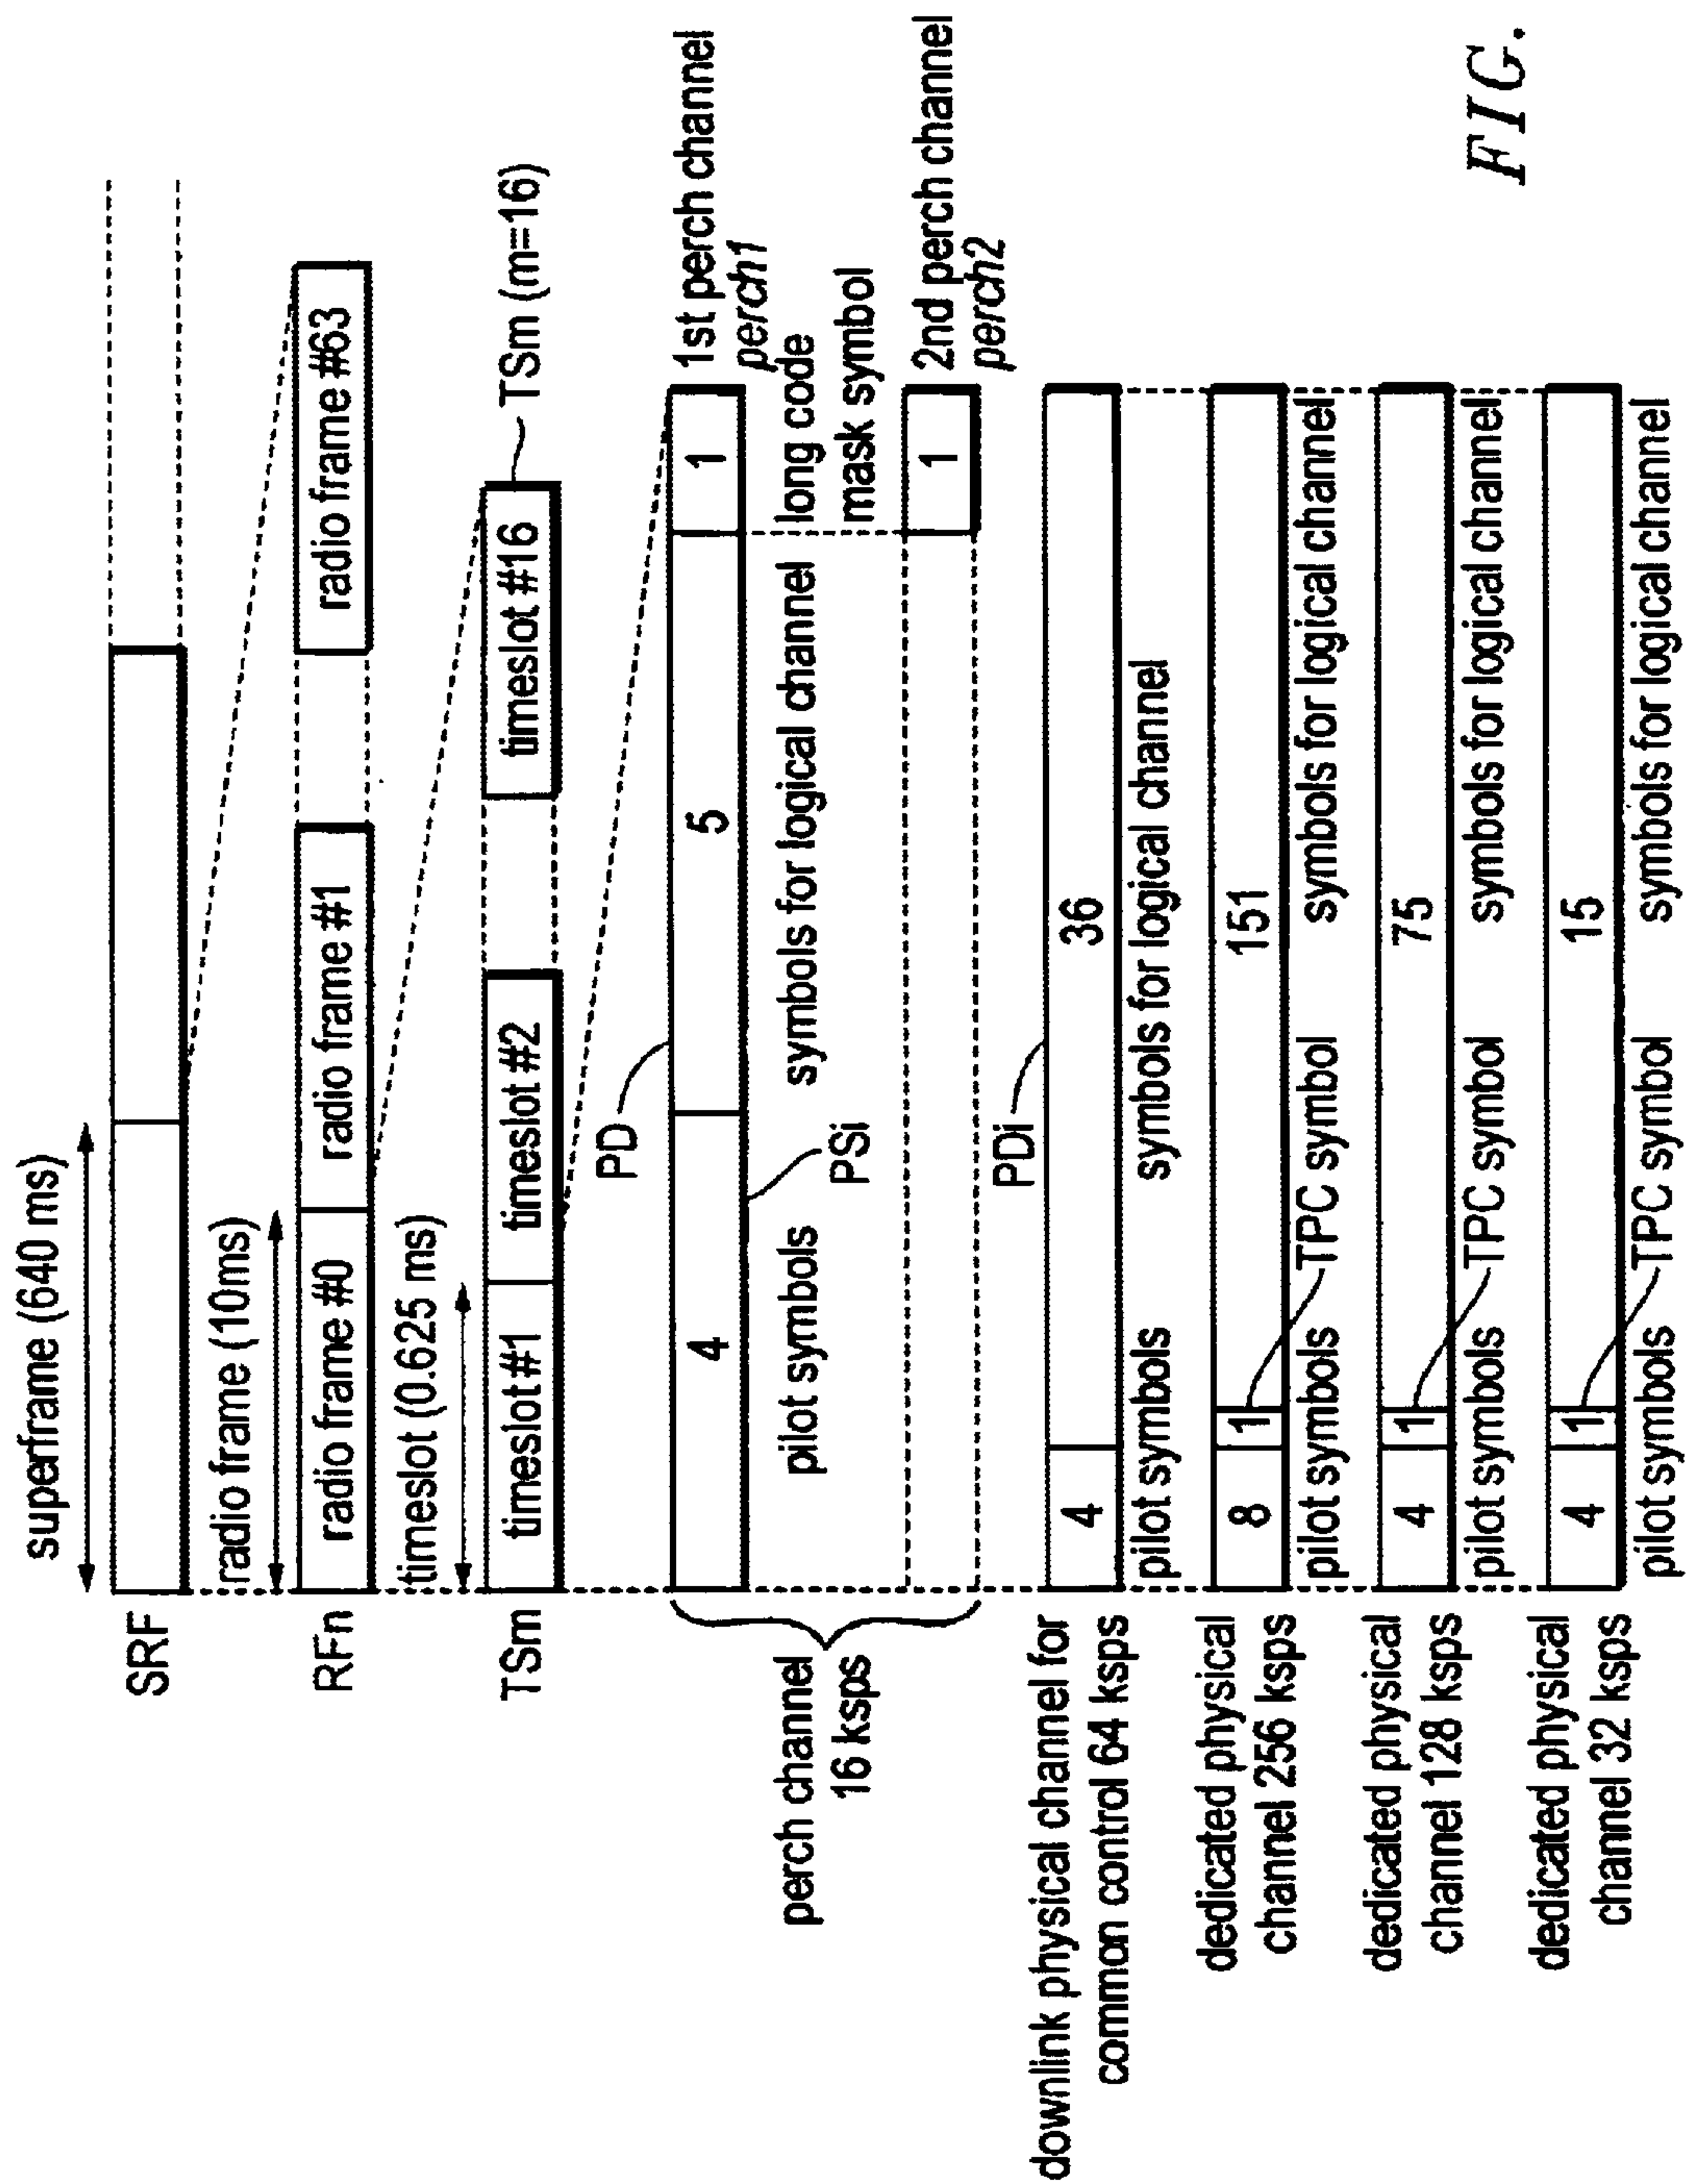 superframe (640 ms)
SRF
radio frame (10ms)
RFn
radio frame #0
radio frame #1
radio frame #63
timeslot (0.625 ms)
TSm
timeslot #1
timeslot #2
timeslot #16
TSm (m=16)
PD
perch channel
16 ksps
4
5
1
1st perch channel
perch1
pilot symbols
PSi
symbols for logical channel
long code
mask symbol
1
2nd perch channel
perch2
PDi
downlink physical channel for
common control 64 ksps
4
36
pilot symbols
symbols for logical channel
dedicated physical
channel 256 ksps
8
1
151
pilot symbols
TPC symbol
symbols for logical channel
dedicated physical
channel 128 ksps
4
1
75
pilot symbols
TPC symbol
symbols for logical channel
dedicated physical
channel 32 ksps
4
1
15
pilot symbols
TPC symbol
symbols for logical channel
FIG.